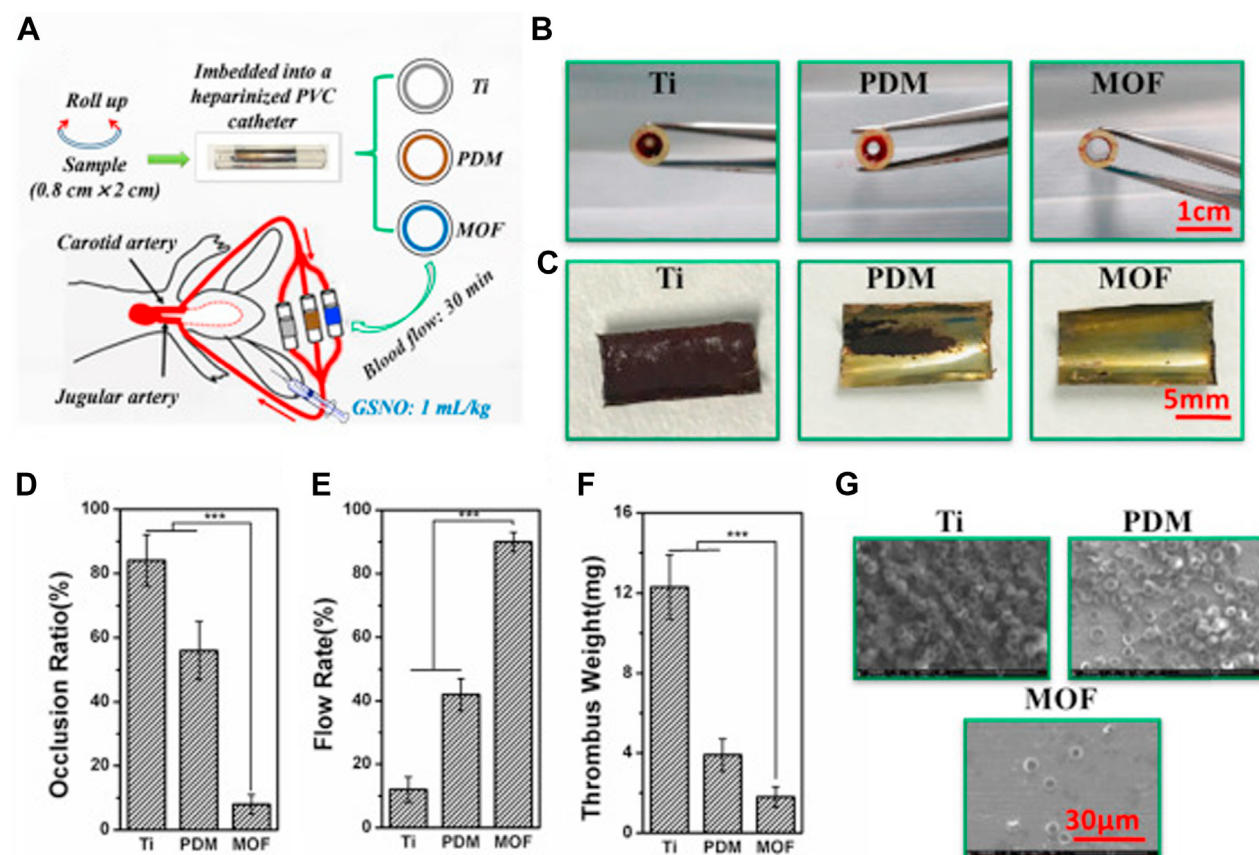 A
Roll up
Sample
(0.8 cm × 2 cm)
Imbedded into a
heparinized PVC
catheter
Ti
PDM
MOF
Carotid artery
Jugular artery
Blood flow: 30 min
GSNO: 1 mL/kg
B
Ti
PDM
MOF
1cm
C
Ti
PDM
MOF
5mm
D
100
80
60
40
20
0
Occlusion Ratio(%)
***
Ti PDM MOF
E
100
80
60
40
20
0
Flow Rate(%)
***
Ti PDM MOF
F
16
12
8
4
0
Thrombus Weight(mg)
***
Ti PDM MOF
G
Ti
PDM
MOF
30μm